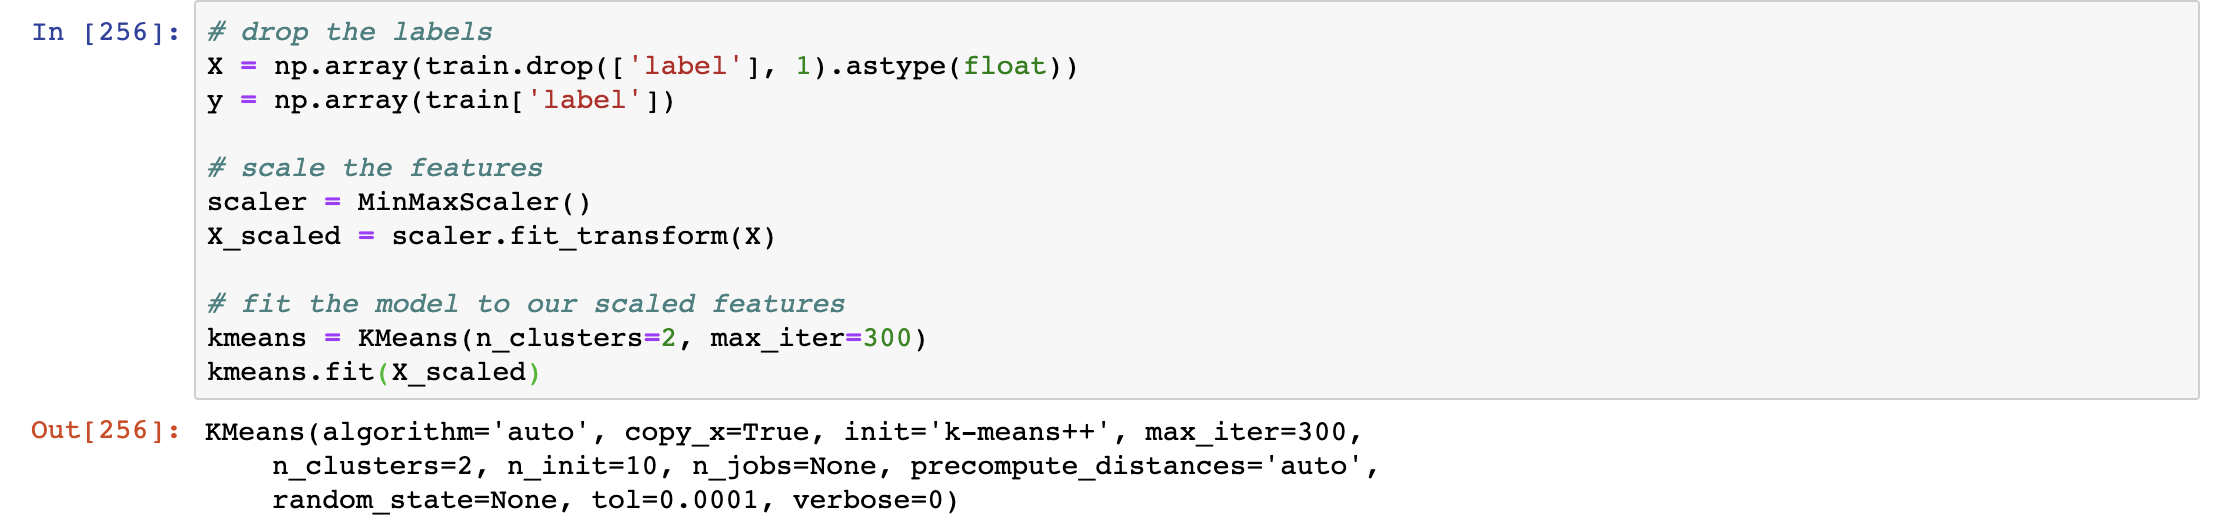 In [256]: # drop the labels
X = np.array(train.drop(['label'], 1).astype(float))
y = np.array(train['label'])

# scale the features
scaler = MinMaxScaler()
X_scaled = scaler.fit_transform(X)

# fit the model to our scaled features
kmeans = KMeans(n_clusters=2, max_iter=300)
kmeans.fit(X_scaled)

Out[256]: KMeans(algorithm='auto', copy_x=True, init='k-means++', max_iter=300,
    n_clusters=2, n_init=10, n_jobs=None, precompute_distances='auto',
    random_state=None, tol=0.0001, verbose=0)